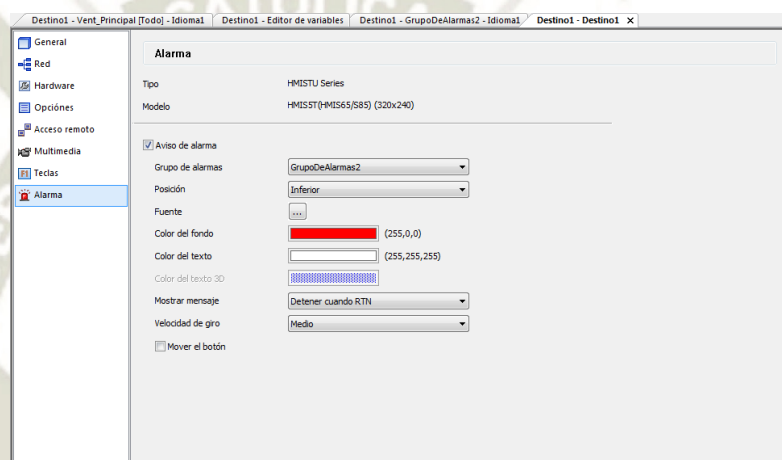 CATOLICA
Destino1 - Vent_Principal [Todo] - Idioma1 Destino1 - Editor de variables Destino1 - GrupoDeAlarmas2 - Idioma1 Destino1 - Destino1 X
General
Red
Hardware
Opciónes
Acceso remoto
Multimedia
F1 Teclas
Alarma
Alarma
Tipo HMISTU Series
Modelo HMIS5T(HMIS65/S85) (320x240)
Aviso de alarma
Grupo de alarmas GrupoDeAlarmas2
Posición Inferior
Fuente ...
Color del fondo (255,0,0)
Color del texto (255,255,255)
Color del texto 3D
Mostrar mensaje Detener cuando RTN
Velocidad de giro Medio
Mover el botón